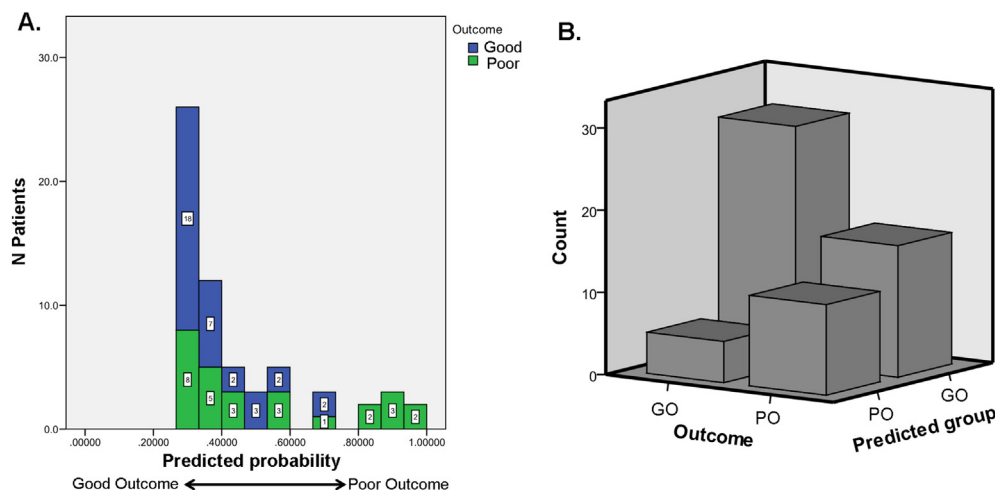 A.
Outcome
Good
Poor
30.0
20.0
10.0
0.0
N Patients
18
8
7
5
2
3
3
2
3
2
1
2
3
2
.00000 .20000 .40000 .60000 .80000 1.00000
Predicted probability
Good Outcome Poor Outcome
B.
30
20
10
0
Count
GO
PO
Outcome
PO
GO
Predicted group